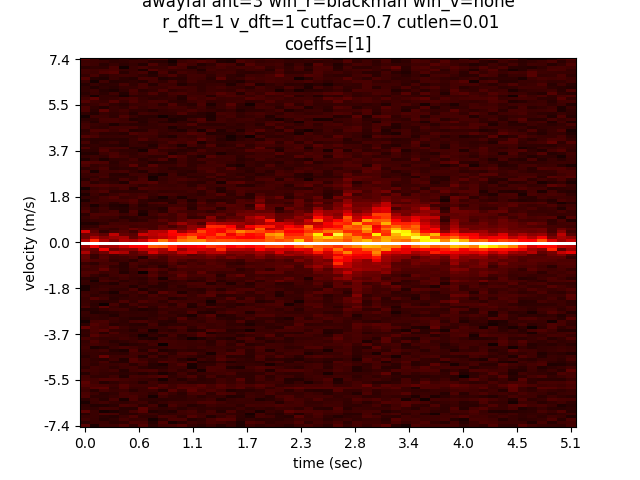 awayfal ant=3 win_r=blackman win_v=none
r_dft=1 v_dft=1 cutfac=0.7 cutlen=0.01
coeffs=[1]
7.4
5.5
3.7
1.8
0.0
-1.8
-3.7
-5.5
-7.4
velocity (m/s)
0.0 0.6 1.1 1.7 2.3 2.8 3.4 4.0 4.5 5.1
time (sec)